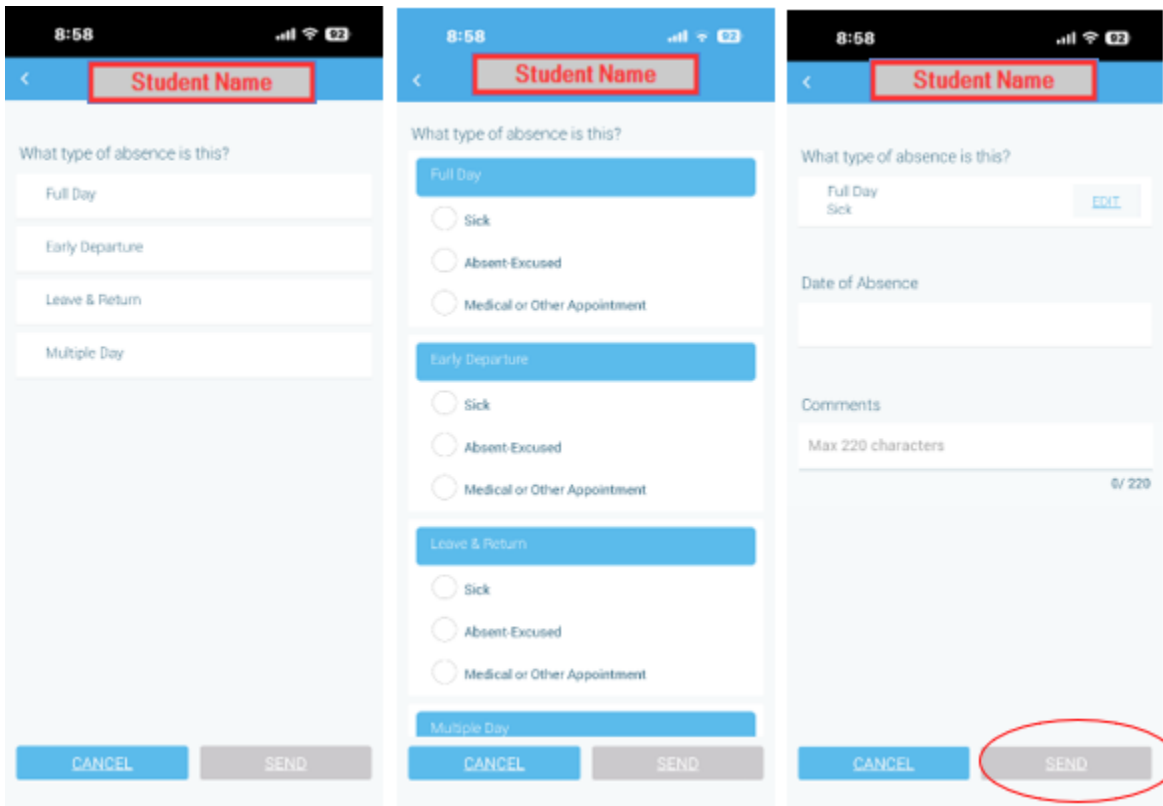 8:58
92
Student Name
What type of absence is this?
Full Day
Early Departure
Leave & Return
Multiple Day
CANCEL
SEND
8:58
92
Student Name
What type of absence is this?
Full Day
Sick
Absent-Excused
Medical or Other Appointment
Early Departure
Sick
Absent-Excused
Medical or Other Appointment
Leave & Return
Sick
Absent-Excused
Medical or Other Appointment
Multiple Day
CANCEL
SEND
8:58
92
Student Name
What type of absence is this?
Full Day
Sick
EDIT
Date of Absence
Comments
Max 220 characters
0/ 220
CANCEL
SEND